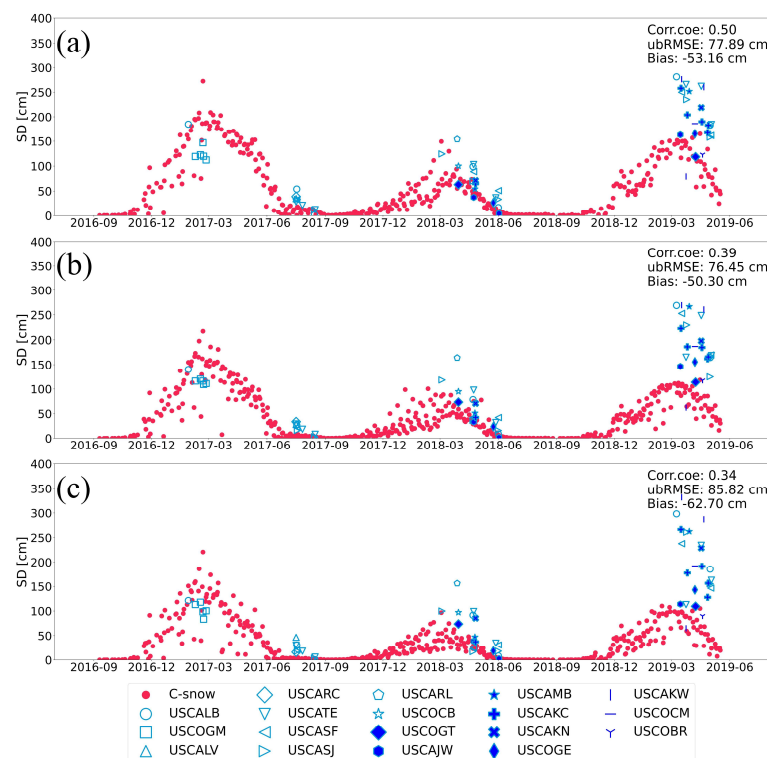 400
350
300
250
200
150
100
50
0
SD [cm]
(a)
Corr.coe: 0.50
ubRMSE: 77.89 cm
Bias: -53.16 cm
2016-09 2016-12 2017-03 2017-06 2017-09 2017-12 2018-03 2018-06 2018-09 2018-12 2019-03 2019-06
400
350
300
250
200
150
100
50
0
SD [cm]
(b)
Corr.coe: 0.39
ubRMSE: 76.45 cm
Bias: -50.30 cm
2016-09 2016-12 2017-03 2017-06 2017-09 2017-12 2018-03 2018-06 2018-09 2018-12 2019-03 2019-06
400
350
300
250
200
150
100
50
0
SD [cm]
(c)
Corr.coe: 0.34
ubRMSE: 85.82 cm
Bias: -62.70 cm
2016-09 2016-12 2017-03 2017-06 2017-09 2017-12 2018-03 2018-06 2018-09 2018-12 2019-03 2019-06
C-snow USCARC USCARL USCAMB USCAKW
USCALB USCATE USCOCB USCAKC USCOCM
USCOGM USCASF USCOGT USCAKN USCOBR
USCALV USCASJ USCAJW USCOGE